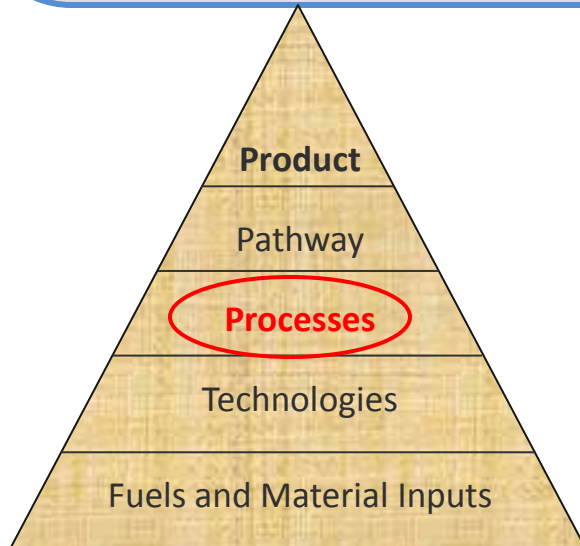 Product
Pathway
Processes
Technologies
Fuels and Material Inputs